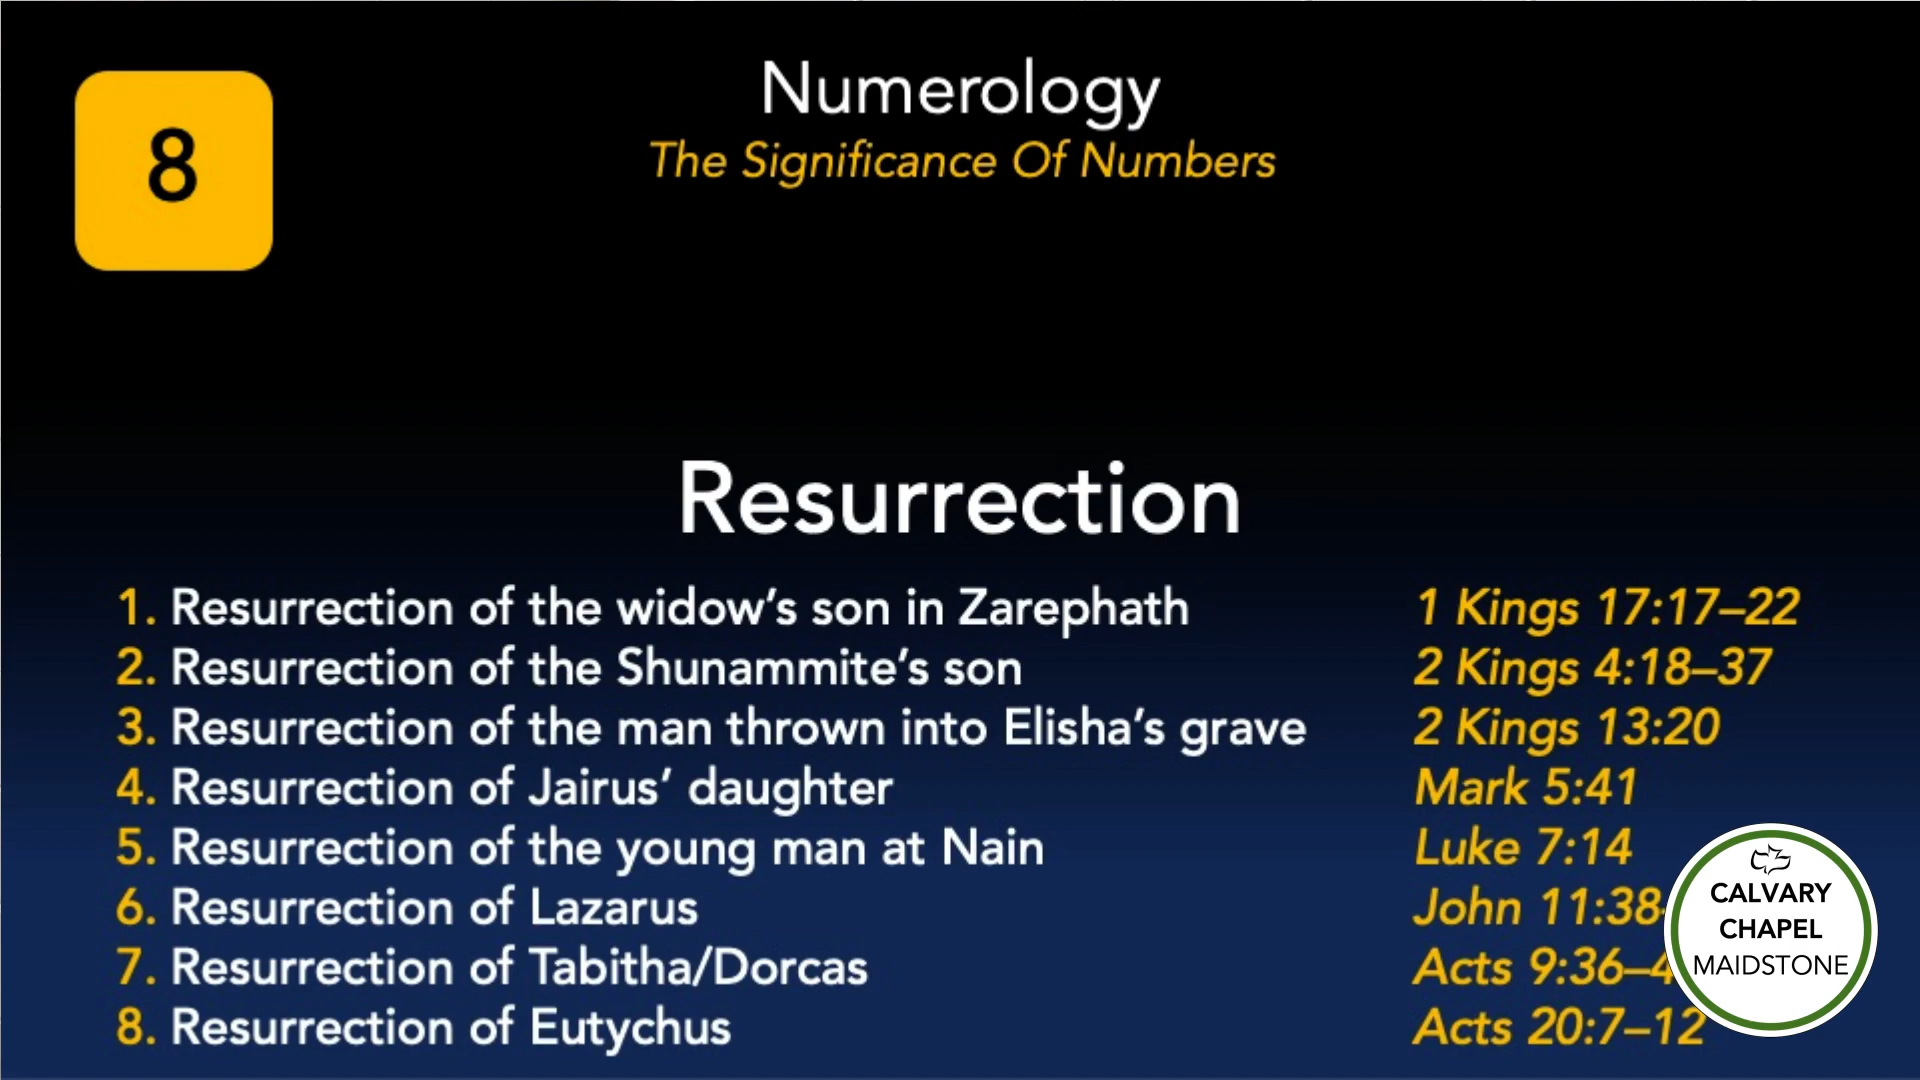 8
Numerology
The Significance Of Numbers
Resurrection
1. Resurrection of the widow’s son in Zarephath 1 Kings 17:17–22
2. Resurrection of the Shunammite’s son 2 Kings 4:18–37
3. Resurrection of the man thrown into Elisha’s grave 2 Kings 13:20
4. Resurrection of Jairus’ daughter Mark 5:41
5. Resurrection of the young man at Nain Luke 7:14
6. Resurrection of Lazarus John 11:38
7. Resurrection of Tabitha/Dorcas Acts 9:36–4
8. Resurrection of Eutychus Acts 20:7–12
CALVARY
CHAPEL
MAIDSTONE